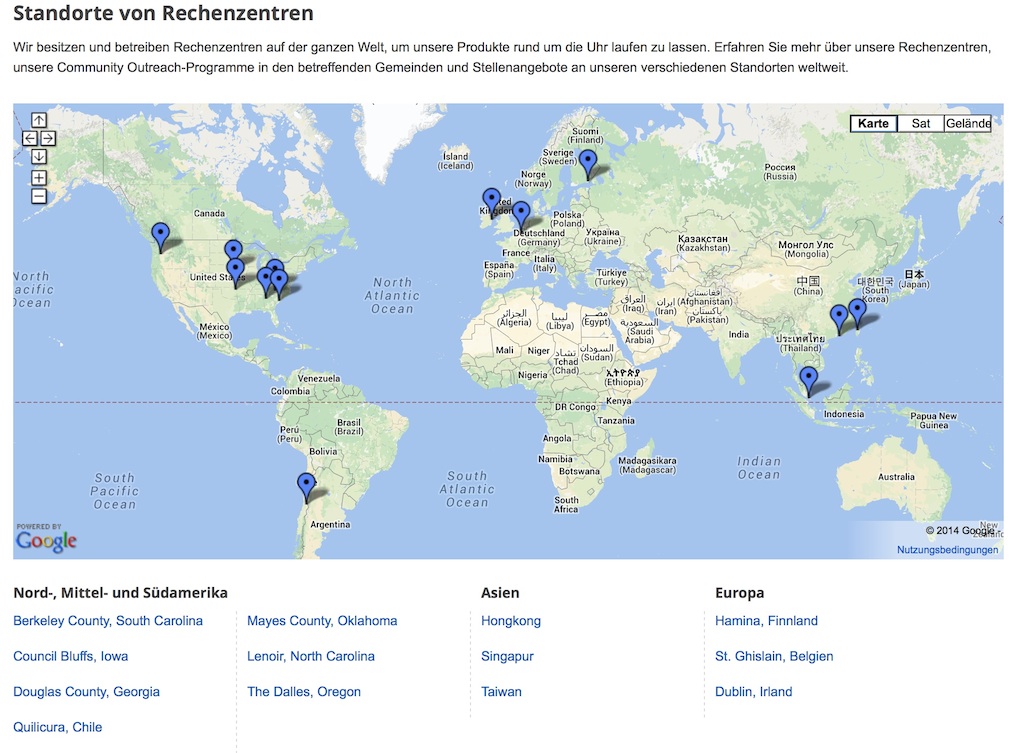 Standorte von Rechenzentren
Wir besitzen und betreiben Rechenzentren auf der ganzen Welt, um unsere Produkte rund um die Uhr laufen zu lassen. Erfahren Sie mehr über unsere Rechenzentren,
unsere Community Outreach-Programme in den betreffenden Gemeinden und Stellenangebote an unseren verschiedenen Standorten weltweit.
Karte Sat Gelände
Suomi
(Finland)
Ísland
(Iceland)
Sverige
(Sweden)
Norge
(Norway)
Россия
(Russia)
Canada
Kingdom
Polska
(Poland)
Deutschland
(Germany)
Україна
(Ukraine)
France
Қазақстан
(Kazakhstan)
Монгол Улс
(Mongolia)
Italia
(Italy)
España
(Spain)
Türkiye
(Turkey)
中国
(China)
대한민국
(South
Korea)
日本
(Japan)
United States
North
Atlantic
Ocean
North
Pacific
Ocean
افغانستان
(Afghanistan)
العراق
(Iraq)
ایران
(Iran)
پاکستان
(Pakistan)
الجزائر
(Algeria)
ليبيا
(Libya)
مصر
(Egypt)
السعودية
(Saudi
Arabia)
México
(Mexico)
India
ประเทศไทย
(Thailand)
Mali
Niger
تشاد
Tchad
(Chad)
السودان
(Sudan)
Nigeria
ኢትዮጵያ
(Ethiopia)
Venezuela
Colombia
Kenya
DR Congo
Indonesia
Papua New
Guinea
Tanzania
Brasil
(Brazil)
Perú
(Peru)
Bolivia
Angola
Namibia
Botswana
Madagasikara
(Madagascar)
South
Pacific
Ocean
South
Atlantic
Ocean
Indian
Ocean
Australia
South
Africa
Argentina
POWERED BY
Google
© 2014 Google -
New
Nutzungsbedingungen
Nord-, Mittel- und Südamerika
Berkeley County, South Carolina
Council Bluffs, Iowa
Douglas County, Georgia
Quilicura, Chile
Mayes County, Oklahoma
Lenoir, North Carolina
The Dalles, Oregon
Asien
Hongkong
Singapur
Taiwan
Europa
Hamina, Finnland
St. Ghislain, Belgien
Dublin, Irland